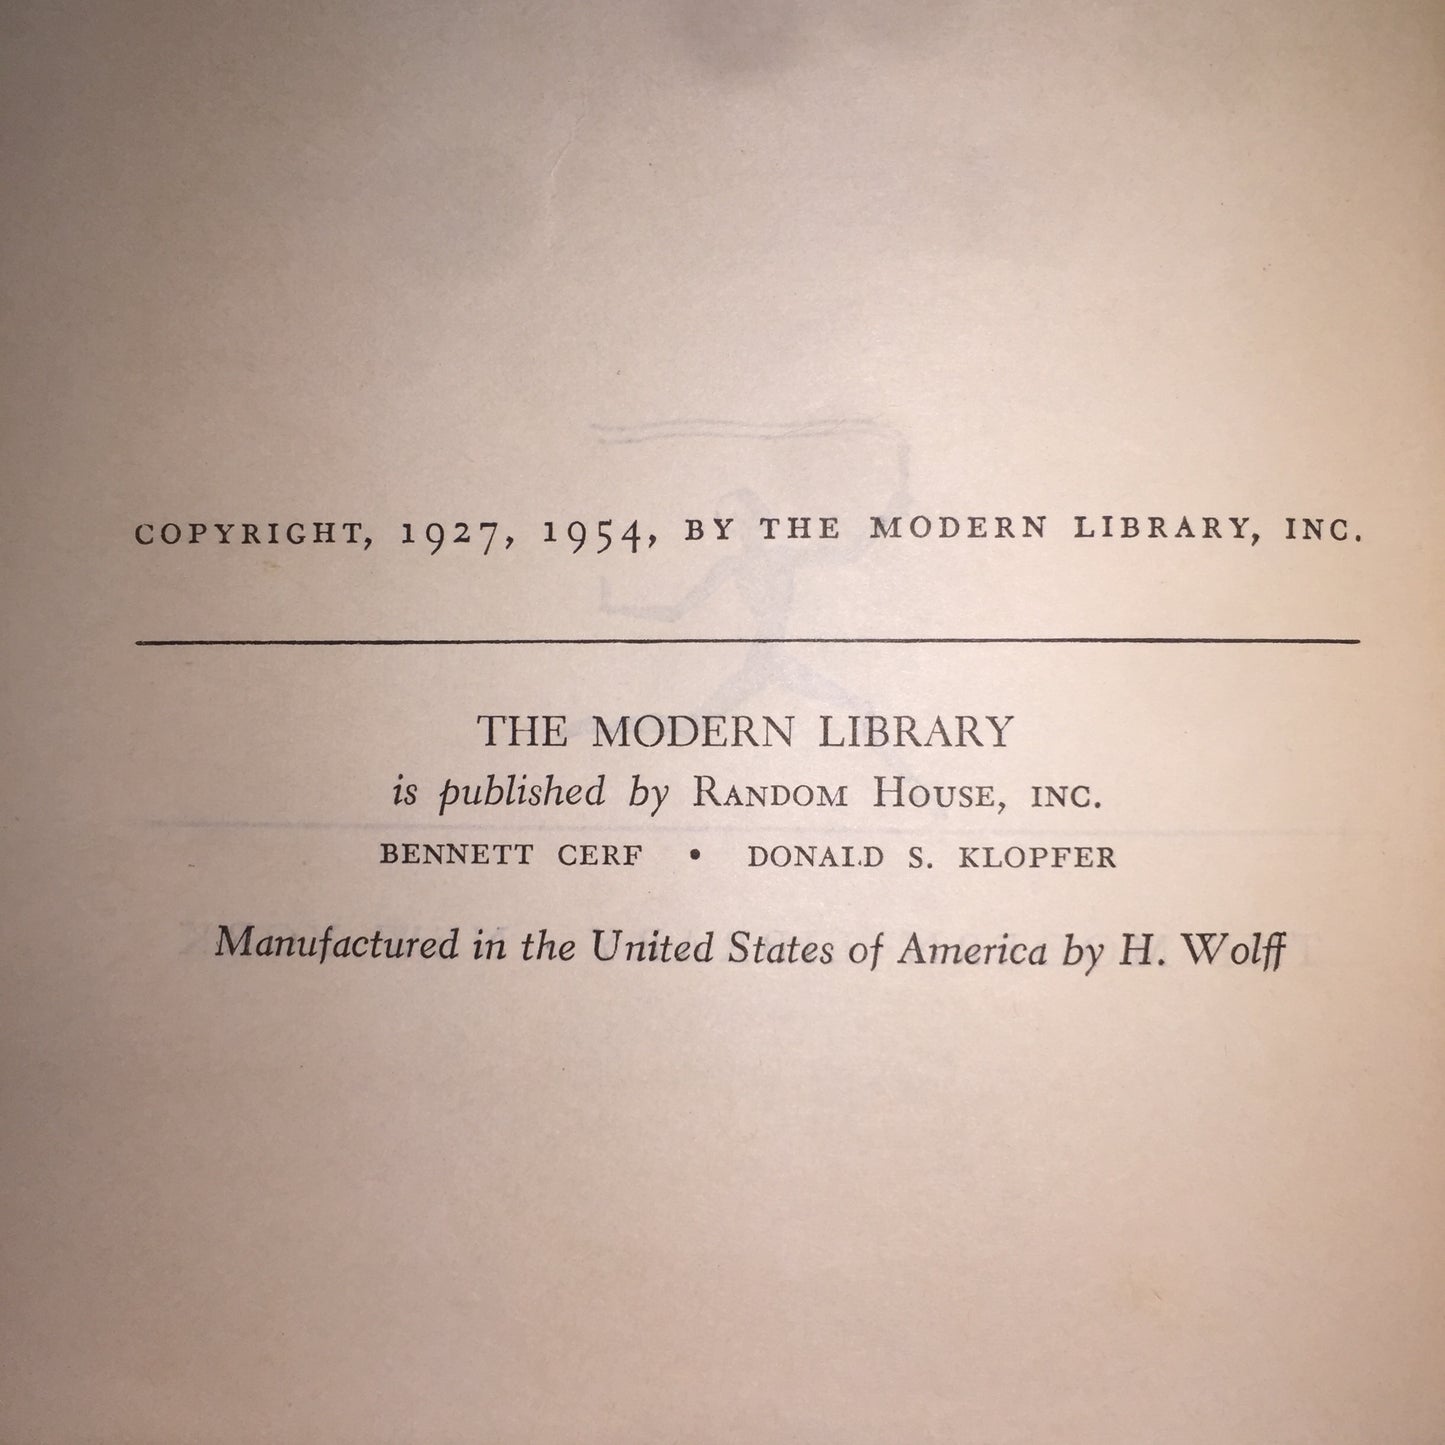 COPYRIGHT, 1927, 1954, BY THE MODERN LIBRARY, INC.
THE MODERN LIBRARY
is published by RANDOM HOUSE, INC.
BENNETT CERF • DONALD S. KLOPFER
Manufactured in the United States of America by H. Wolff